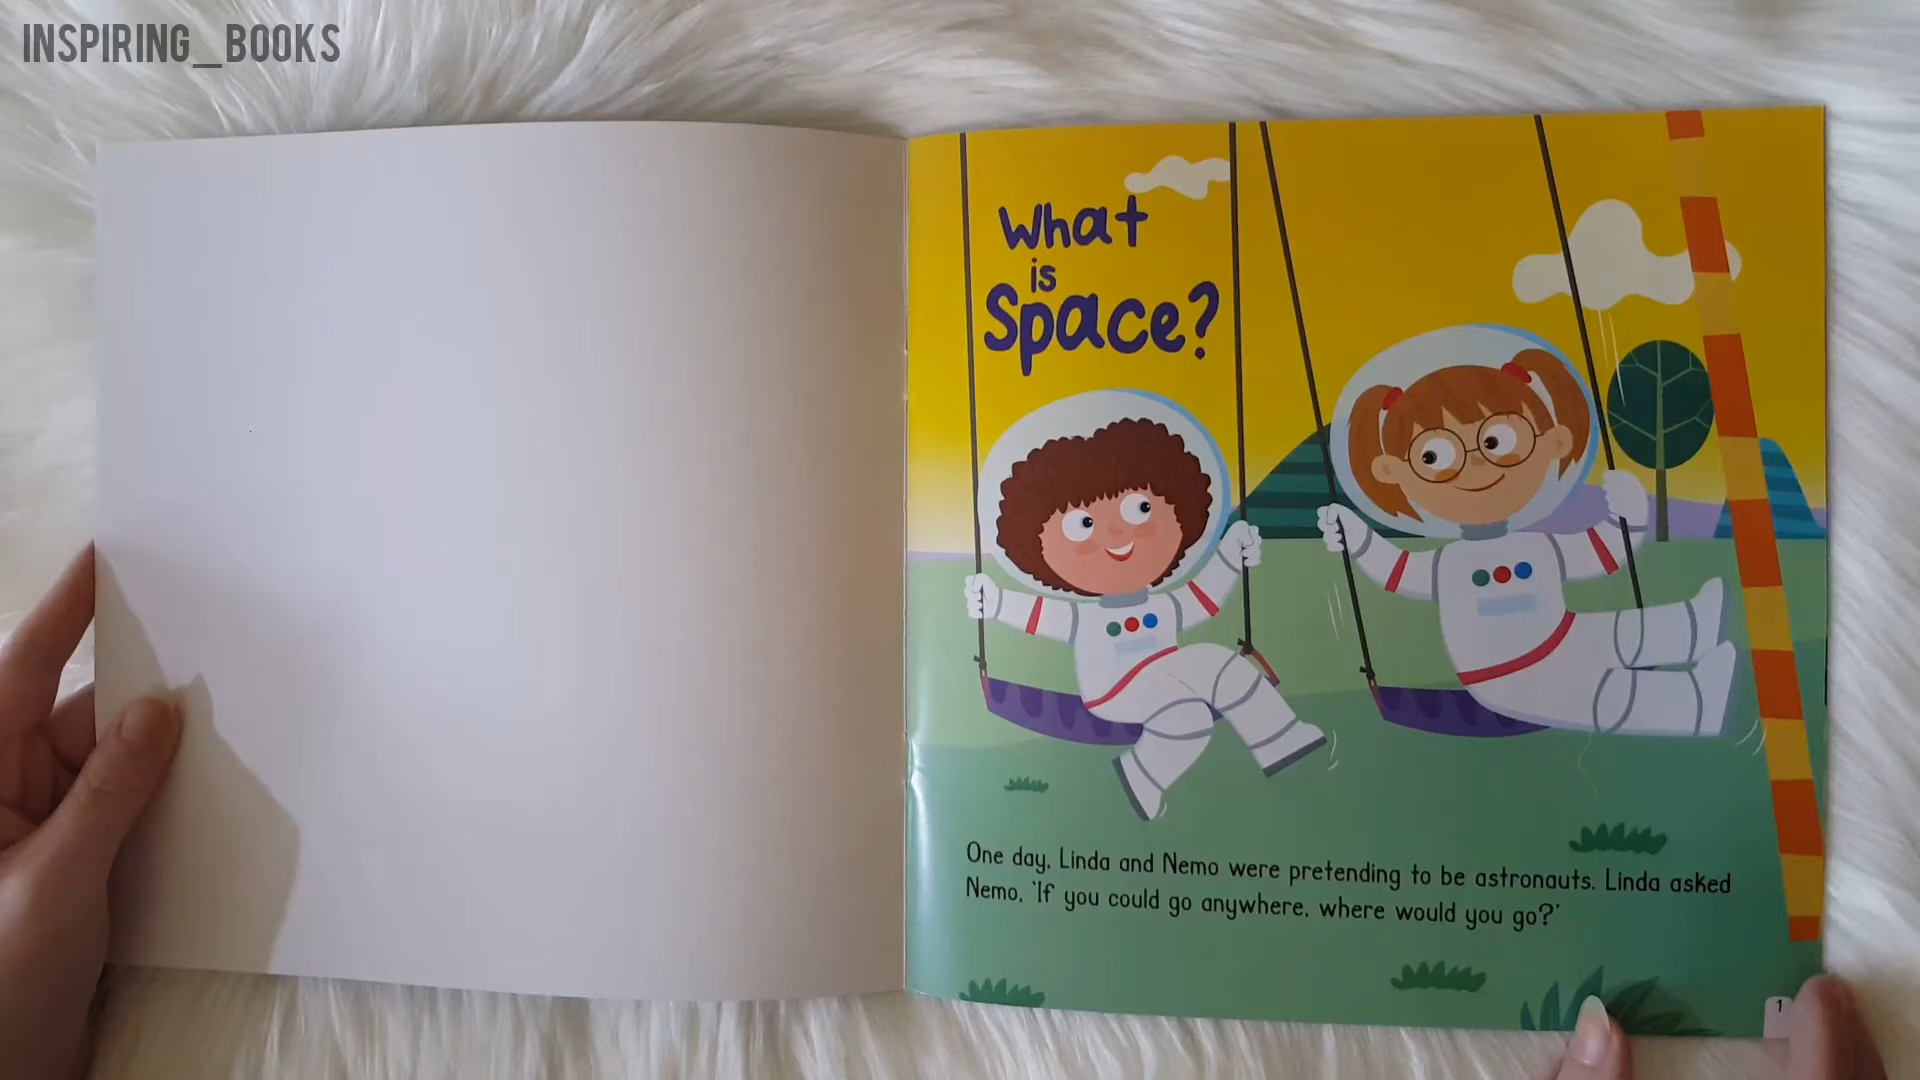 INSPIRING_BOOKS
What
is
Space?
One day, Linda and Nemo were pretending to be astronauts. Linda asked
Nemo, 'If you could go anywhere, where would you go?'
1